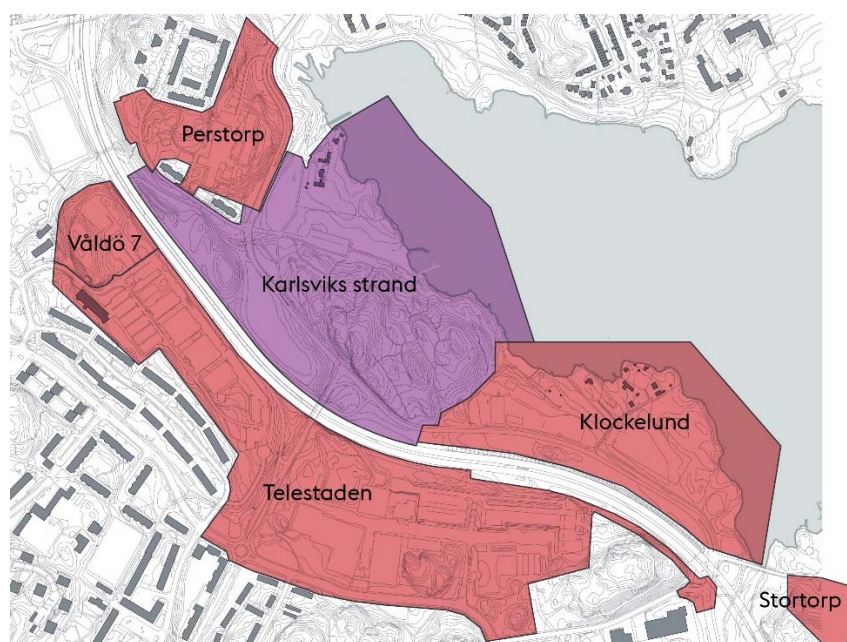 Perstorp
Våldö 7
Karlsviks strand
Klockelund
Telestaden
Stortorp